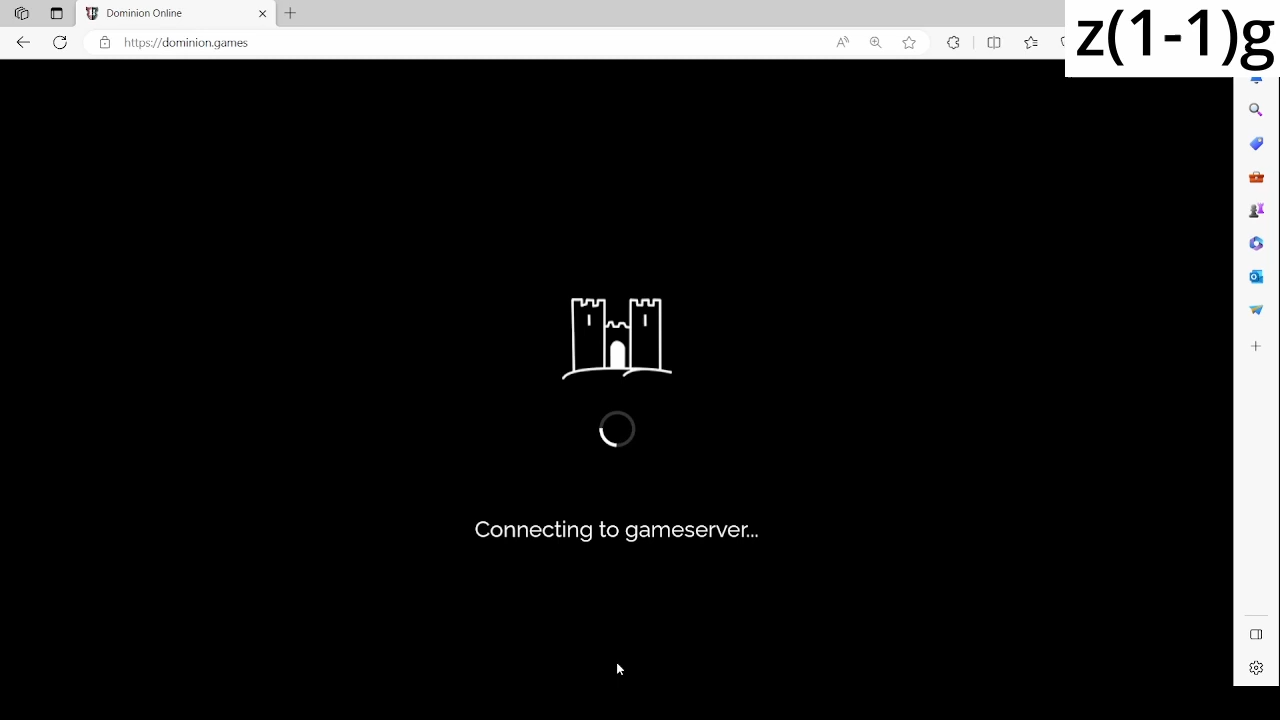 Dominion Online
https://dominion.games
z(1-1)g
Connecting to gameserver...